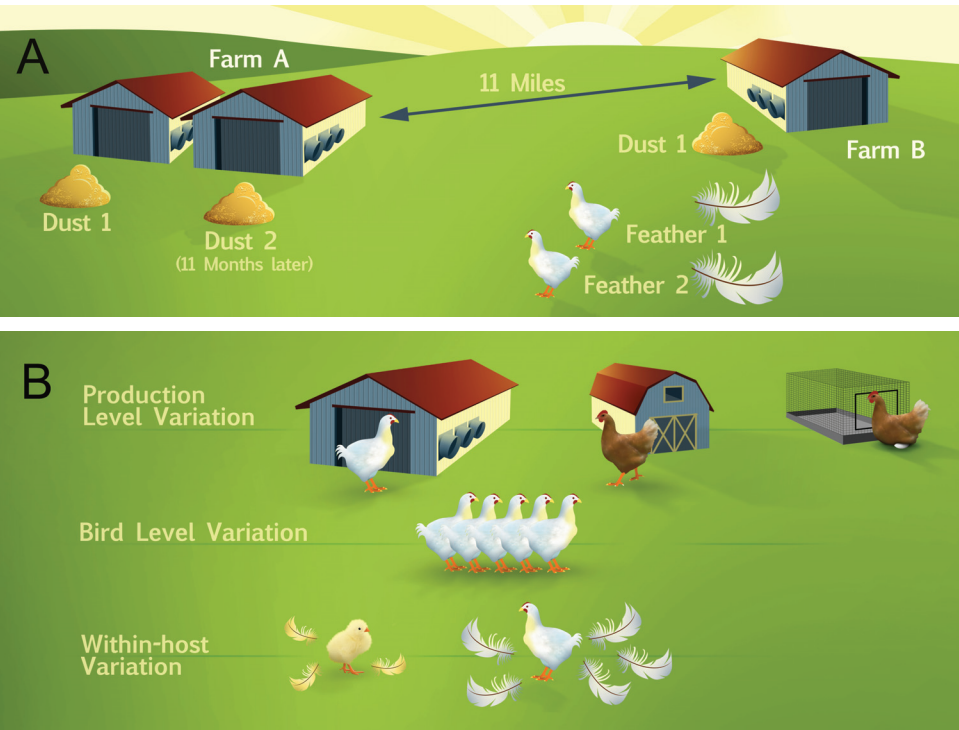 A
Farm A
11 Miles
Dust 1
Farm B
Dust 1
Dust 2
(11 Months later)
Feather 1
Feather 2
B
Production
Level Variation
Bird Level Variation
Within-host
Variation